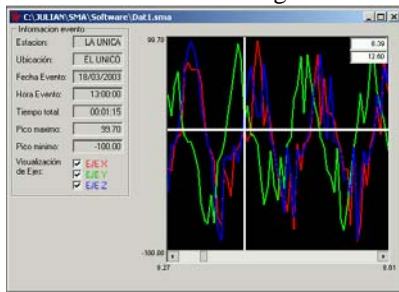 C:\JULIAN\SMA\Software\Dat1.sma
Informacion evento
Estacion: LA UNICA
Ubicación: EL UNICO
Fecha Evento: 18/03/2003
Hora Evento: 13:00:00
Tiempo total: 00:01:15
Pico maximo: 99.70
Pico minimo: -100.00
Visualización
de Ejes:
EJE X
EJE Y
EJE Z
99.70
8.39
12.60
-100.00
8.27
8.81